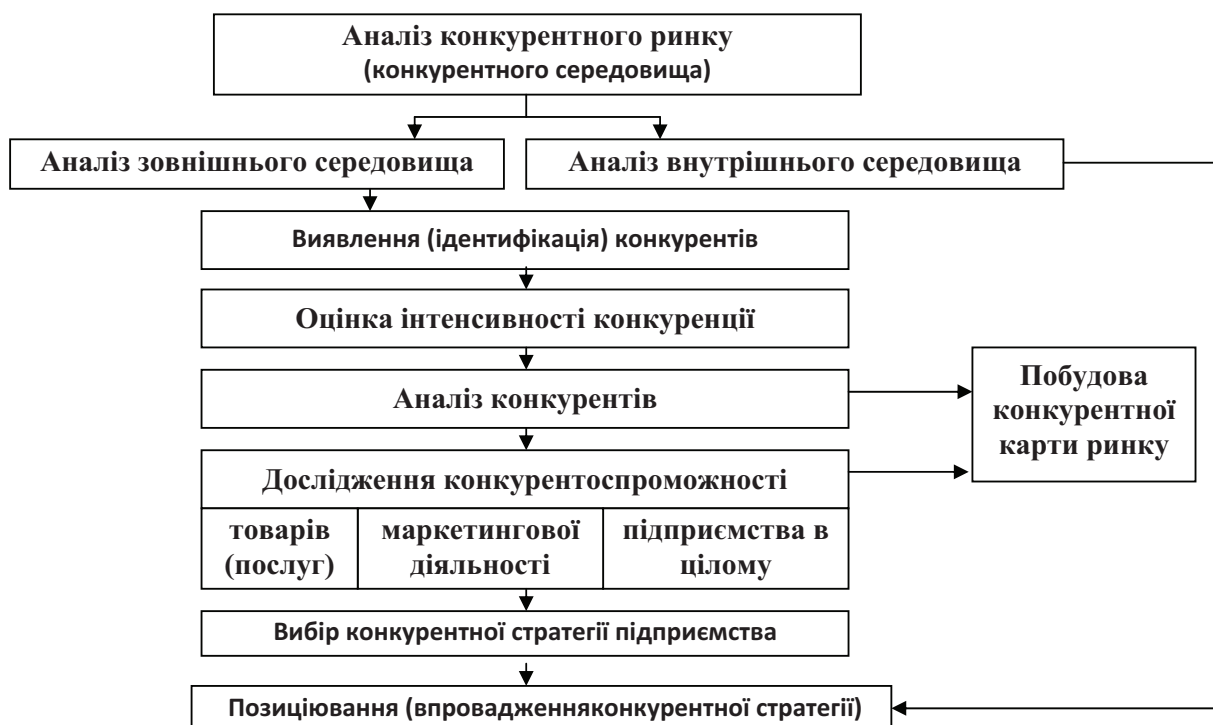 Аналіз конкурентного ринку
(конкурентного середовища)
Аналіз зовнішнього середовища
Аналіз внутрішнього середовища
Виявлення (ідентифікація) конкурентів
Оцінка інтенсивності конкуренції
Аналіз конкурентів
Побудова
конкурентної
карти ринку
Дослідження конкурентоспроможності
товарів
(послуг)
маркетингової
діяльності
підприємства в
цілому
Вибір конкурентної стратегії підприємства
Позиціювання (впровадженняконкурентної стратегії)